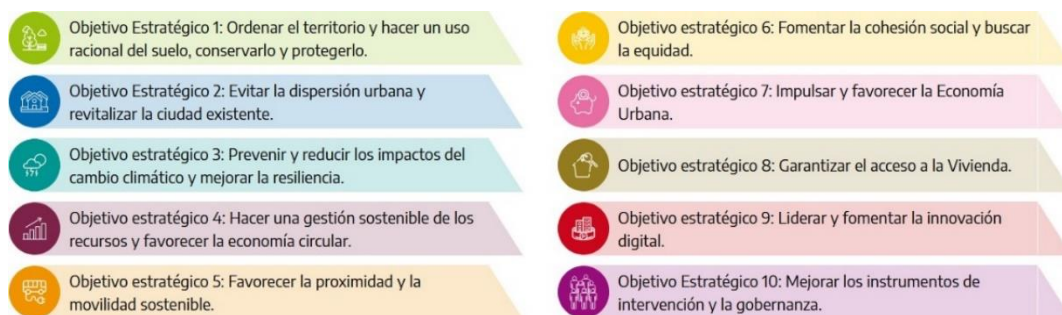 Objetivo Estratégico 1: Ordenar el territorio y hacer un uso
racional del suelo, conservarlo y protegerlo.
Objetivo Estratégico 2: Evitar la dispersión urbana y
revitalizar la ciudad existente.
Objetivo estratégico 3: Prevenir y reducir los impactos del
cambio climático y mejorar la resiliencia.
Objetivo estratégico 4: Hacer una gestión sostenible de los
recursos y favorecer la economía circular.
Objetivo estratégico 5: Favorecer la proximidad y la
movilidad sostenible.
Objetivo estratégico 6: Fomentar la cohesión social y buscar
la equidad.
Objetivo estratégico 7: Impulsar y favorecer la Economía
Urbana.
Objetivo estratégico 8: Garantizar el acceso a la Vivienda.
Objetivo estratégico 9: Liderar y fomentar la innovación
digital.
Objetivo Estratégico 10: Mejorar los instrumentos de
intervención y la gobernanza.